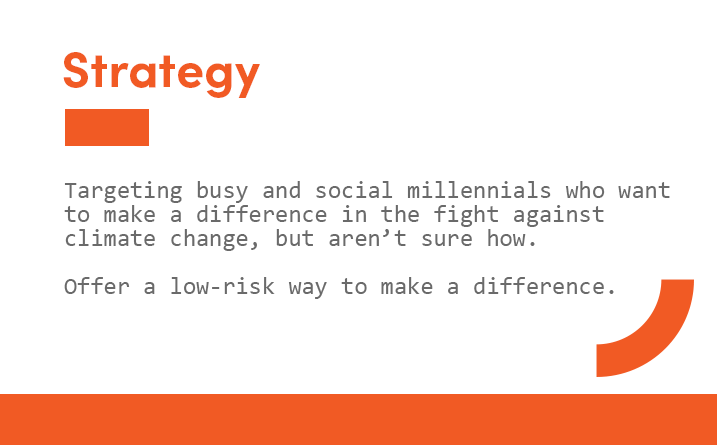 Strategy
Targeting busy and social millennials who want
to make a difference in the fight against
climate change, but aren’t sure how.
Offer a low-risk way to make a difference.